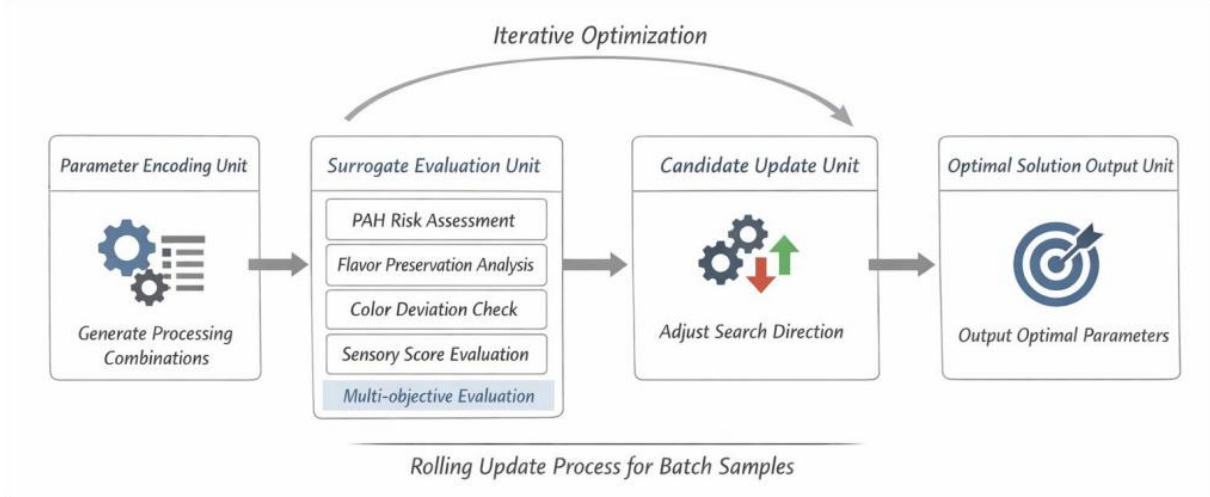 Iterative Optimization
Parameter Encoding Unit
Generate Processing
Combinations
Surrogate Evaluation Unit
PAH Risk Assessment
Flavor Preservation Analysis
Color Deviation Check
Sensory Score Evaluation
Multi-objective Evaluation
Candidate Update Unit
Adjust Search Direction
Optimal Solution Output Unit
Output Optimal Parameters
Rolling Update Process for Batch Samples